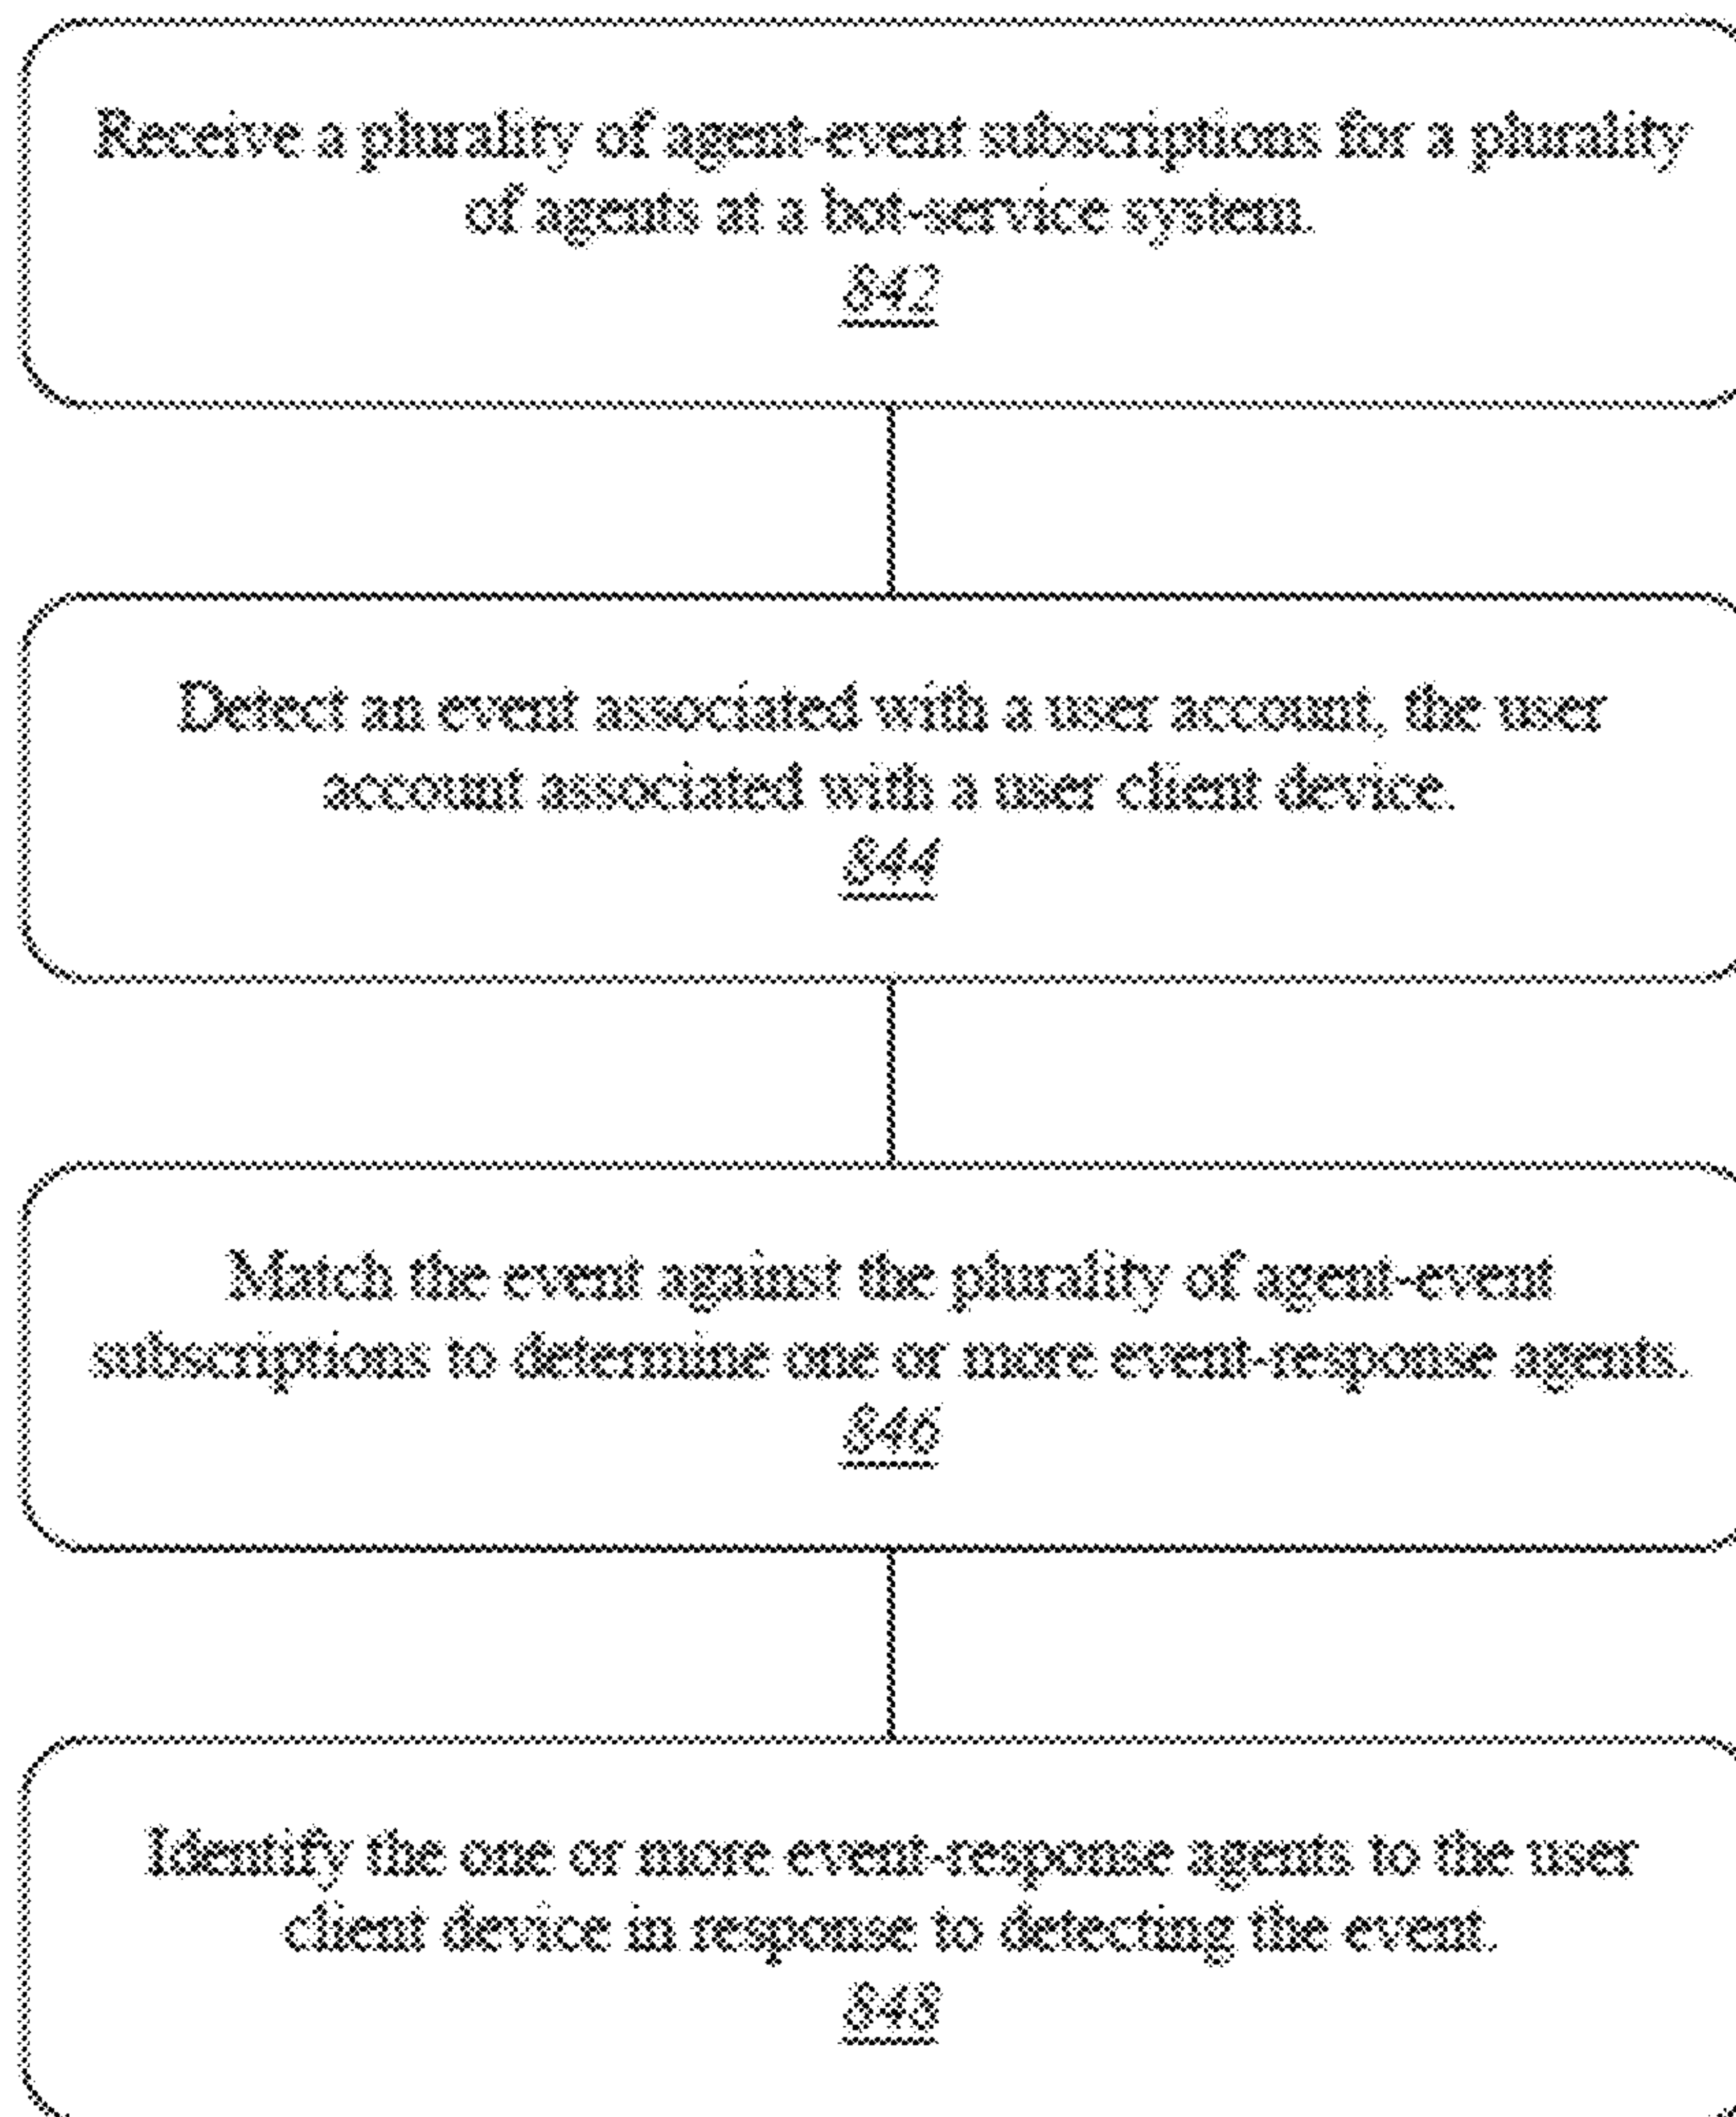 Receive a plurality of agent-event subscriptions for a plurality
of agents at a bot-service system.
842
Detect an event associated with a user account, the user
account associated with a user client device.
844
Match the event against the plurality of agent-event
subscriptions to determine one or more event-response agents.
846
Identify the one or more event-response agents to the user
client device in response to detecting the event.
848